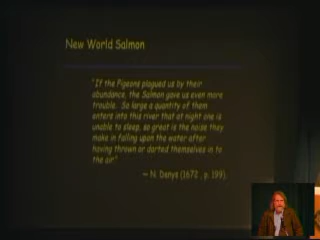 New World Salmon
"If the Pigeons plagued us by their
abundance, the Salmon gave us even more
trouble. So large a quantity of them
enters into this river that at night one is
unable to sleep, so great is the noise they
make in falling upon the water after
having thrown or darted themselves in to
the air."
~ N. Denys (1672, p. 199).